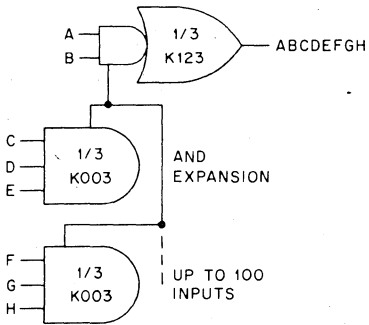 A
B
1/3
K123
ABCDEFGH
C
D
E
1/3
K003
AND
EXPANSION
F
G
H
1/3
K003
UP TO 100
INPUTS